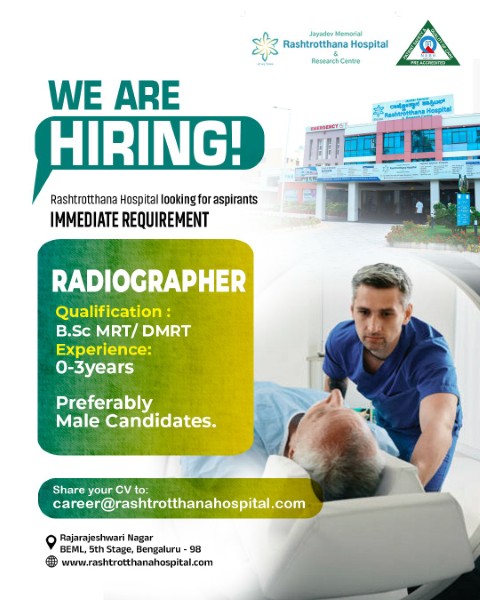 Jayadev Memorial
Rashtrotthana Hospital
&
Research Centre
PRE ACCREDITED
WE ARE
HIRING!
EMERGENCY
Rashtrotthana Hospital
Rashtrotthana Hospital looking for aspirants
IMMEDIATE REQUIREMENT
RADIOGRAPHER
Qualification :
B.Sc MRT/ DMRT
Experience:
0-3years
Preferably
Male Candidates.
Share your CV to:
career@rashtrotthanahospital.com
Rajarajeshwari Nagar
BEML, 5th Stage, Bengaluru - 98
www.rashtrotthanahospital.com